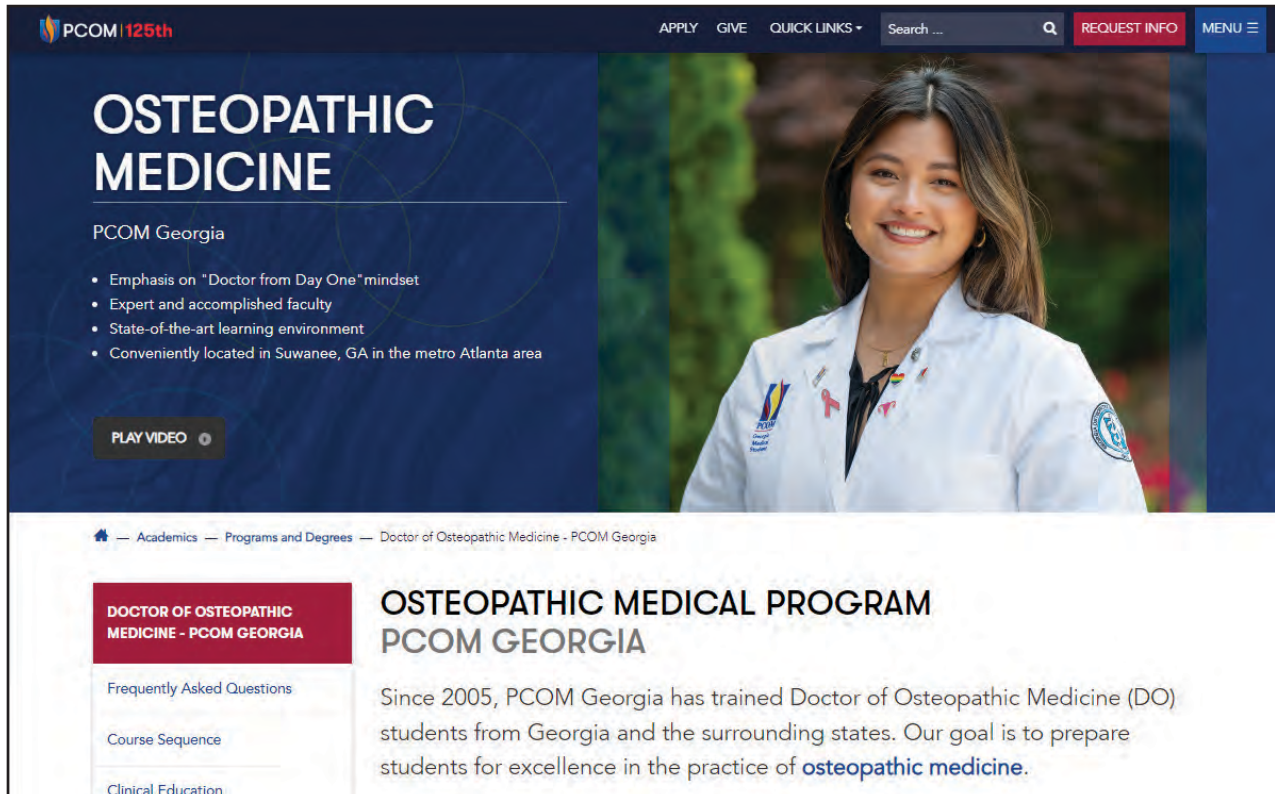 PCOM|125th
APPLY GIVE QUICK LINKS Search ... REQUEST INFO MENU
OSTEOPATHIC
MEDICINE
PCOM Georgia
• Emphasis on "Doctor from Day One"mindset
• Expert and accomplished faculty
• State-of-the-art learning environment
• Conveniently located in Suwanee, GA in the metro Atlanta area
PLAY VIDEO
PCOM
Georgia
Medical
Student
— Academics — Programs and Degrees — Doctor of Osteopathic Medicine - PCOM Georgia
DOCTOR OF OSTEOPATHIC
MEDICINE - PCOM GEORGIA
Frequently Asked Questions
Course Sequence
Clinical Education
OSTEOPATHIC MEDICAL PROGRAM
PCOM GEORGIA
Since 2005, PCOM Georgia has trained Doctor of Osteopathic Medicine (DO)
students from Georgia and the surrounding states. Our goal is to prepare
students for excellence in the practice of osteopathic medicine.